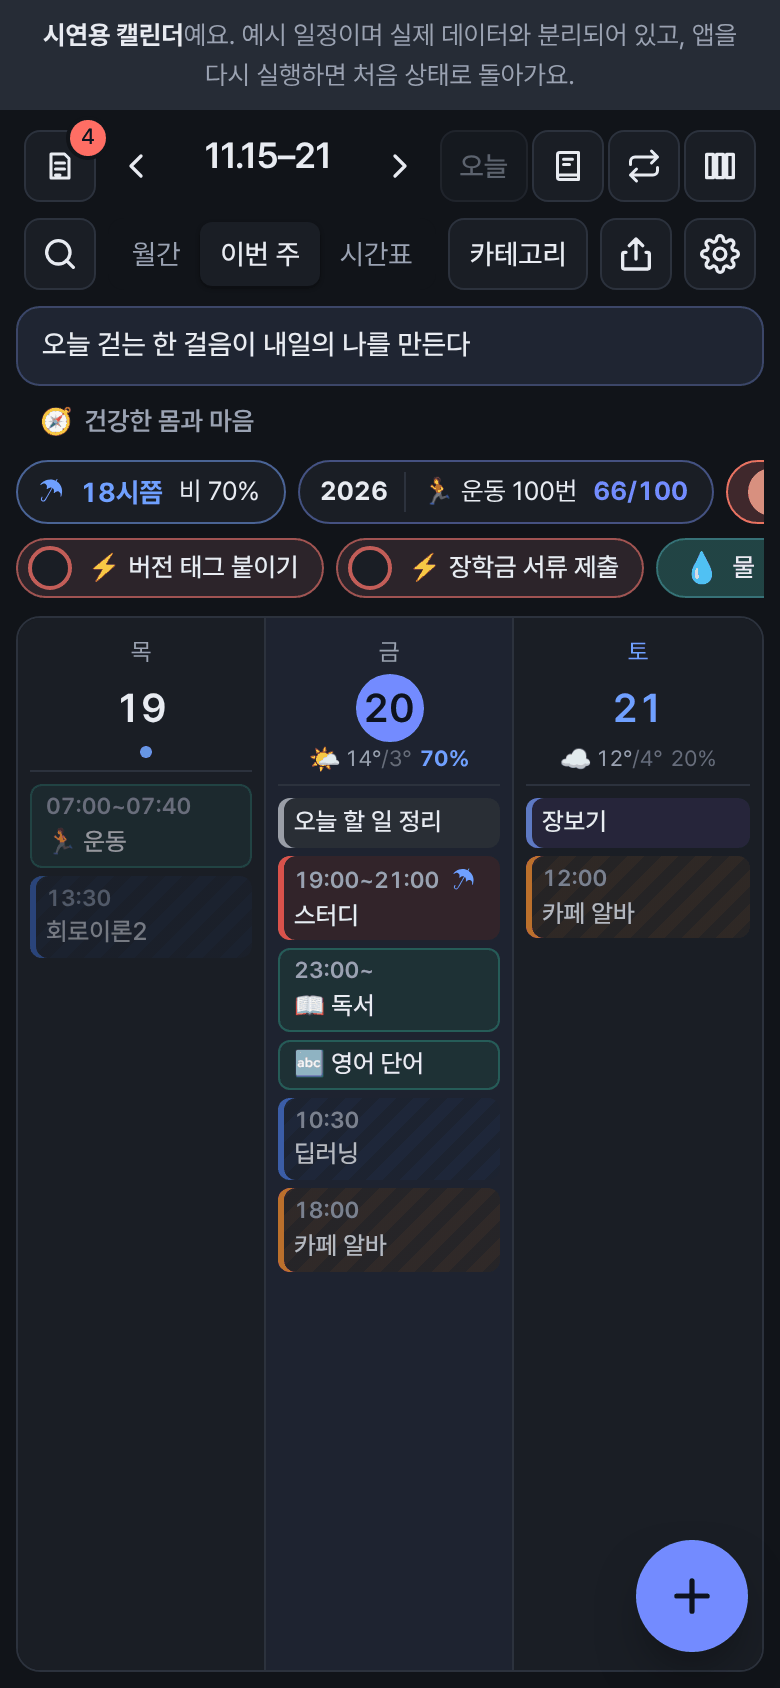 시연용 캘린더예요. 예시 일정이며 실제 데이터와 분리되어 있고, 앱을
다시 실행하면 처음 상태로 돌아가요.
4
11.15–21
오늘
월간
이번 주
시간표
카테고리
오늘 걷는 한 걸음이 내일의 나를 만든다
건강한 몸과 마음
18시쯤 비 70%
2026 운동 100번 66/100
버전 태그 붙이기
장학금 서류 제출
물
목
19
07:00~07:40
운동
13:30
회로이론2
금
20
14°/3° 70%
오늘 할 일 정리
19:00~21:00
스터디
23:00~
독서
abc 영어 단어
10:30
딥러닝
18:00
카페 알바
토
21
12°/4° 20%
장보기
12:00
카페 알바